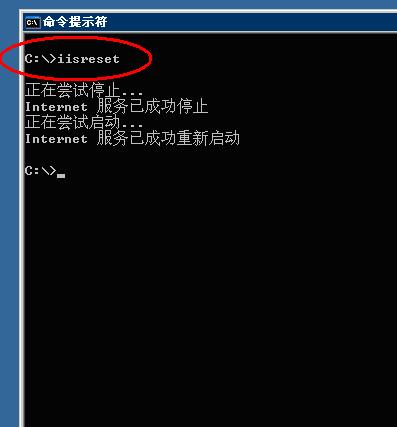 命令提示符
C:\>iisreset
正在尝试停止...
Internet 服务已成功停止
正在尝试启动...
Internet 服务已成功重新启动
C:\>_